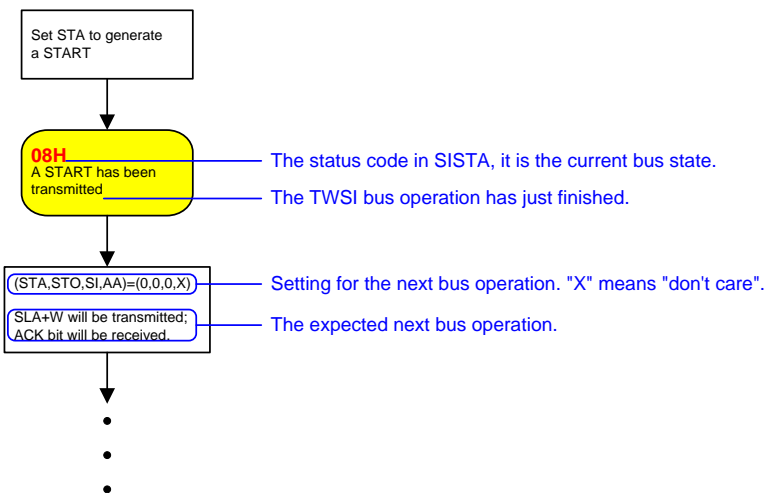 Set STA to generate
a START
08H
A START has been
transmitted
The status code in SISTA, it is the current bus state.
The TWSI bus operation has just finished.
(STA,STO,SI,AA)=(0,0,0,X)
Setting for the next bus operation. "X" means "don't care".
SLA+W will be transmitted;
ACK bit will be received.
The expected next bus operation.